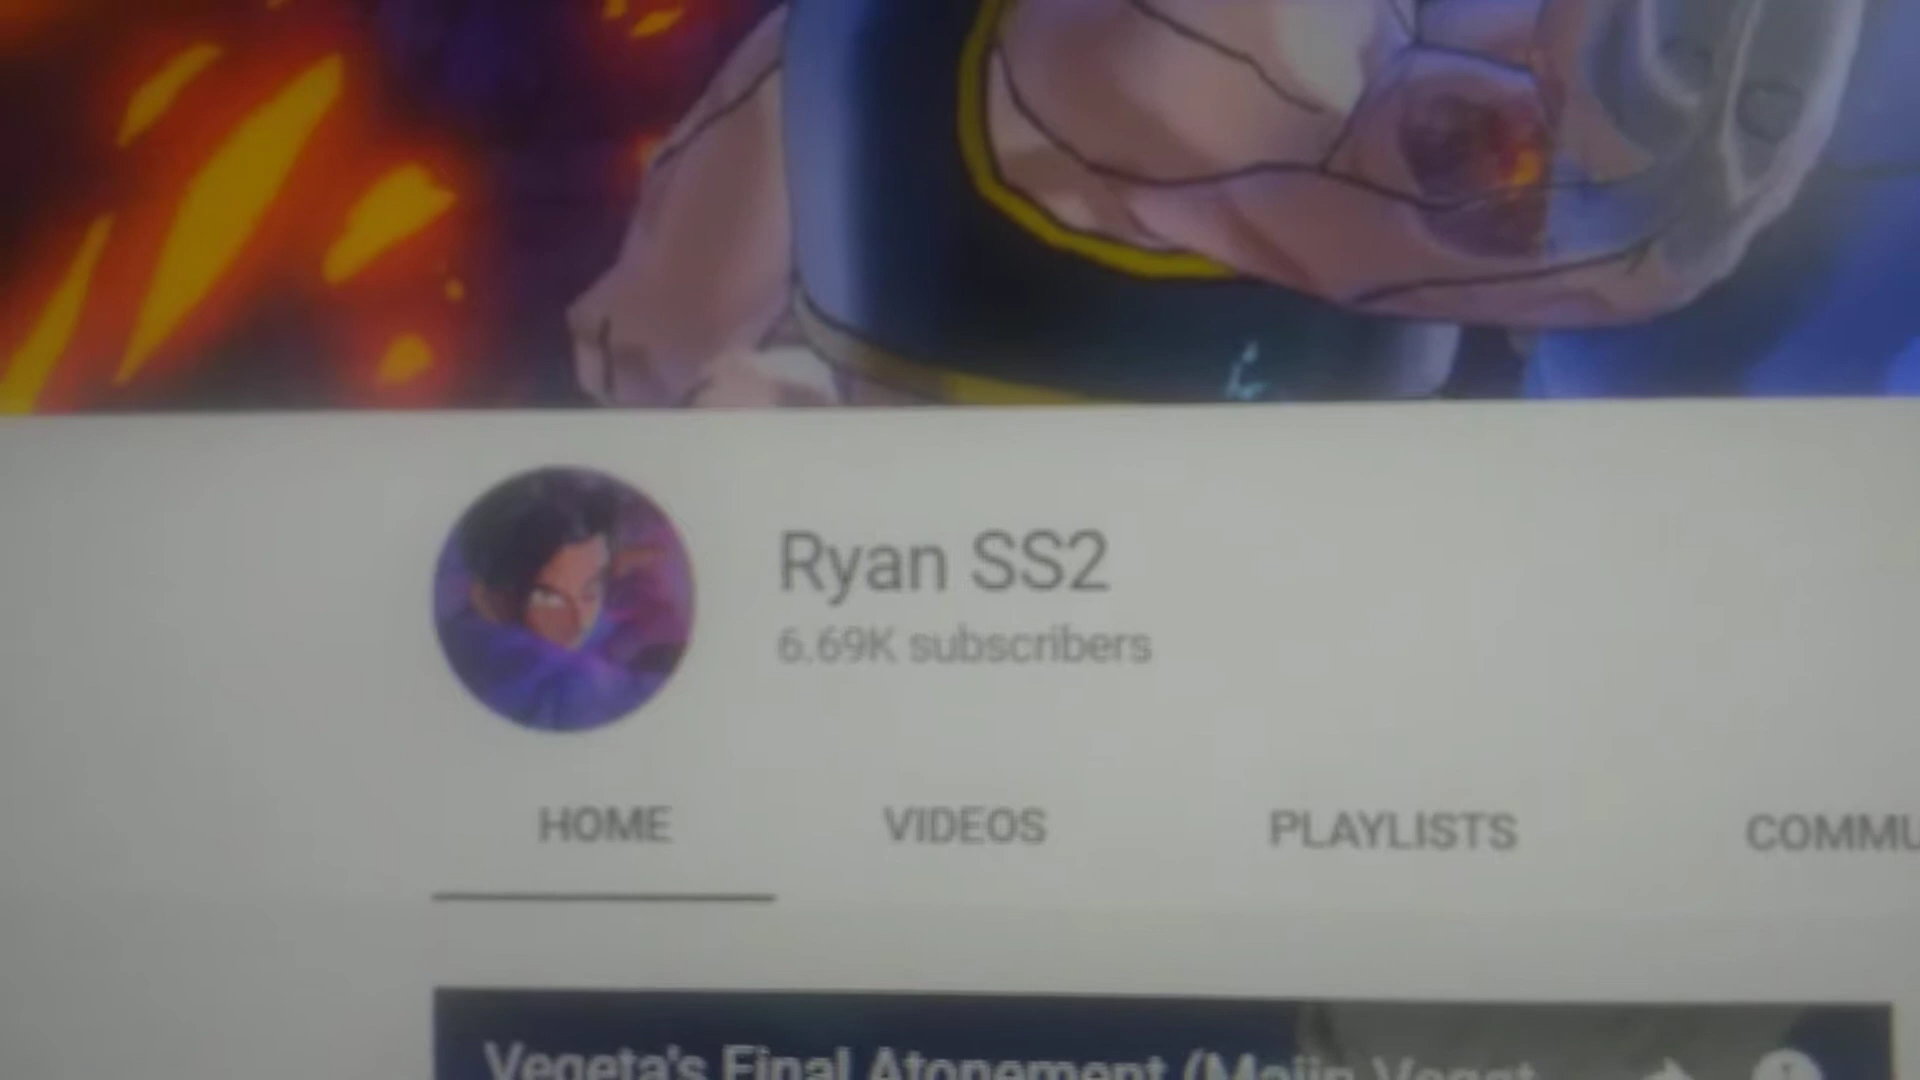 Ryan SS2
6.69K subscribers
HOME VIDEOS PLAYLISTS COMMU
Vegeta's Final Atonement (Majin Veget